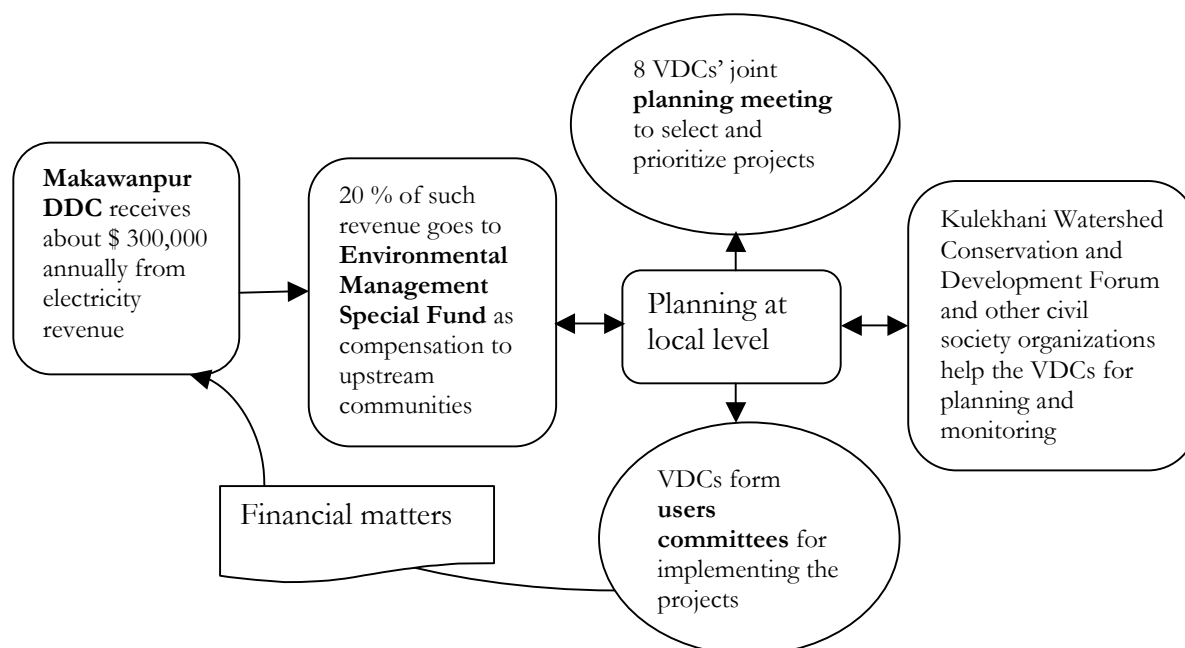 8 VDCs’ joint
planning meeting
to select and
prioritize projects
Makawanpur
DDC receives
about $ 300,000
annually from
electricity
revenue
20 % of such
revenue goes to
Environmental
Management
Special Fund as
compensation to
upstream
communities
Planning at
local level
Kulekhani Watershed
Conservation and
Development Forum
and other civil
society organizations
help the VDCs for
planning and
monitoring
Financial matters
VDCs form
users
committees for
implementing the
projects